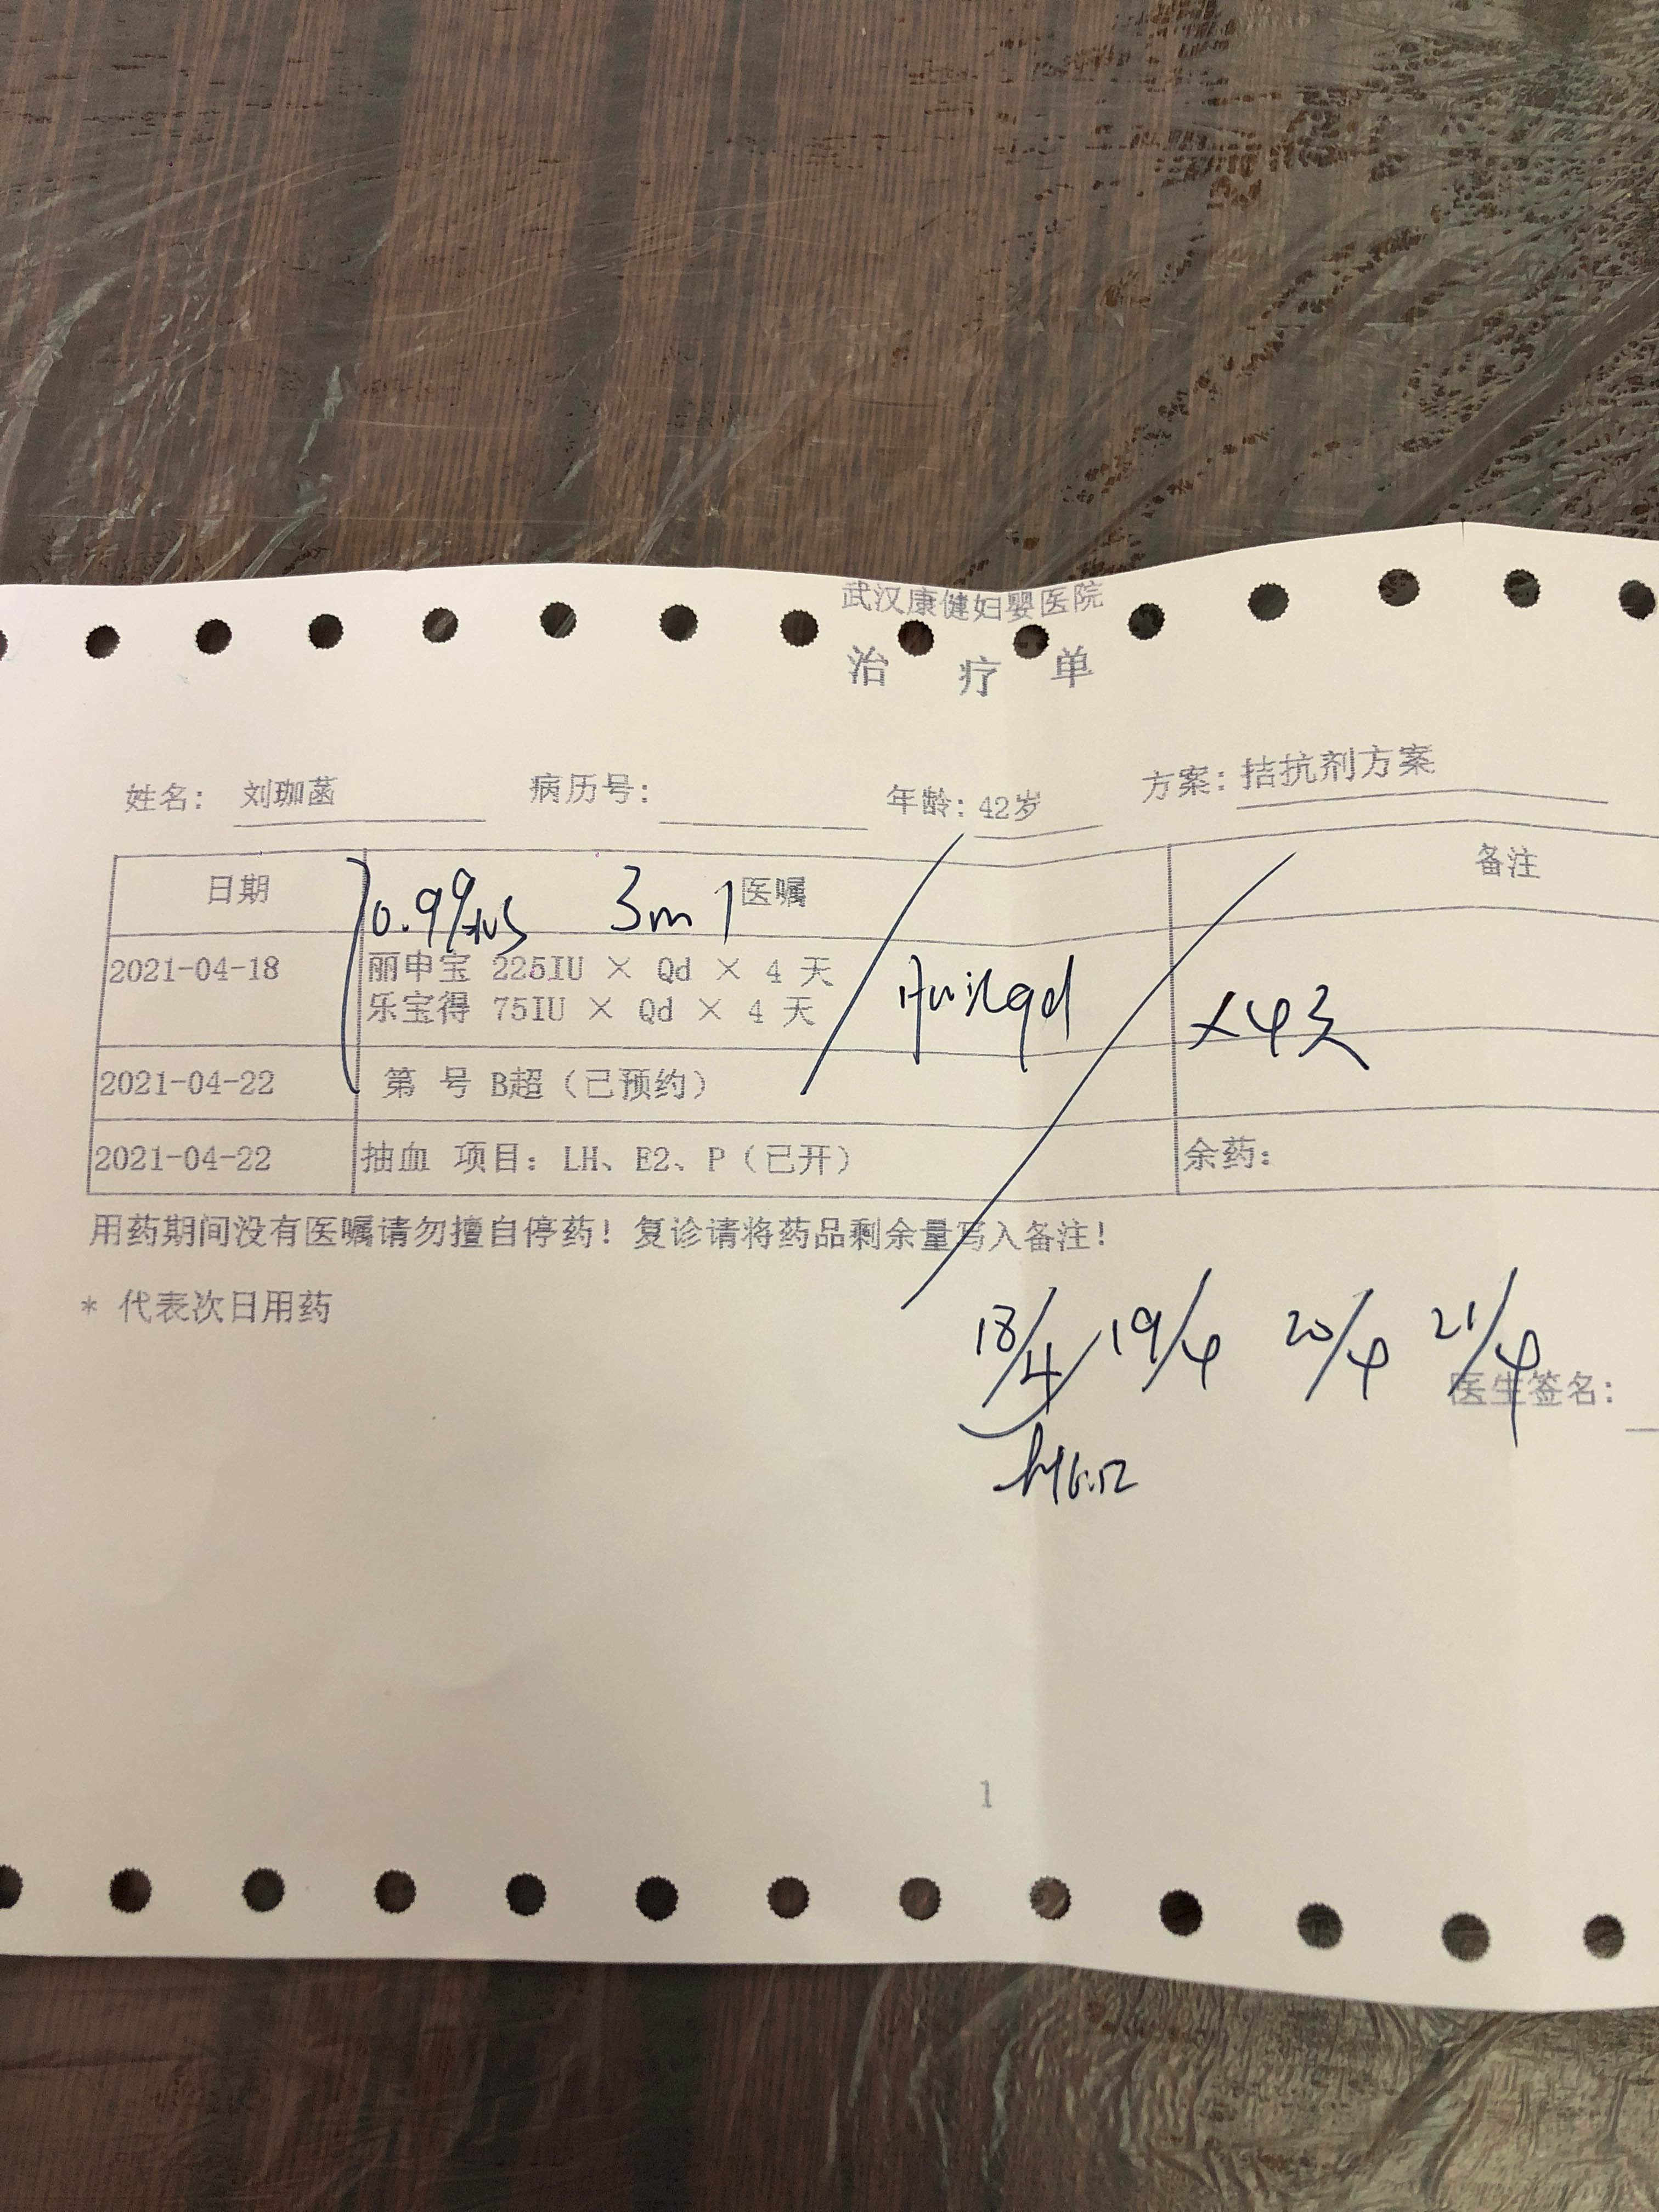 武汉康健妇婴医院
治 疗 单
姓名: 刘珈菡 病历号: 年龄: 42岁 方案: 拮抗剂方案
日期 医嘱 备注
0.9% NS 3ml
2021-04-18 丽申宝 225IU × Qd × 4 天
乐宝得 75IU × Qd × 4 天
qd ×4天
2021-04-22 第 号 B超（已预约）
2021-04-22 抽血 项目: LH、E2、P（已开） 余药:
用药期间没有医嘱请勿擅自停药! 复诊请将药品剩余量写入备注!
* 代表次日用药
18/4 19/4 20/4 21/4
医生签名:
1